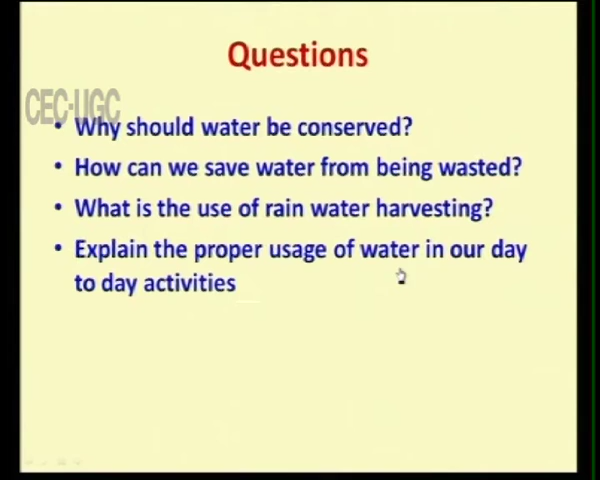 Questions
CEC-UGC
• Why should water be conserved?
• How can we save water from being wasted?
• What is the use of rain water harvesting?
• Explain the proper usage of water in our day
to day activities